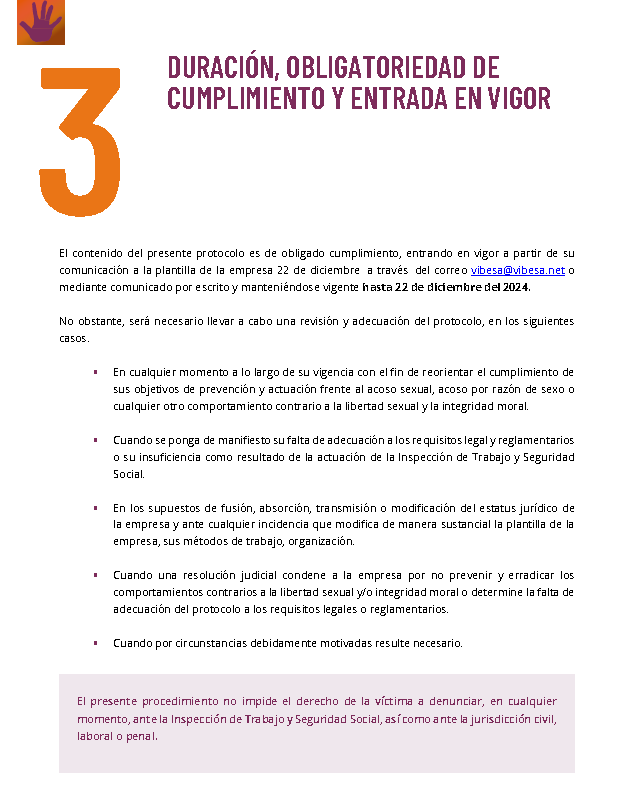 3
DURACIÓN, OBLIGATORIEDAD DE
CUMPLIMIENTO Y ENTRADA EN VIGOR
El contenido del presente protocolo es de obligado cumplimiento, entrando en vigor a partir de su
comunicación a la plantilla de la empresa 22 de diciembre a través del correo vibesa@vibesa.net o
mediante comunicado por escrito y manteniéndose vigente hasta 22 de diciembre del 2024.
No obstante, será necesario llevar a cabo una revisión y adecuación del protocolo, en los siguientes
casos.
▪ En cualquier momento a lo largo de su vigencia con el fin de reorientar el cumplimiento de
sus objetivos de prevención y actuación frente al acoso sexual, acoso por razón de sexo o
cualquier otro comportamiento contrario a la libertad sexual y la integridad moral.
▪ Cuando se ponga de manifiesto su falta de adecuación a los requisitos legal y reglamentarios
o su insuficiencia como resultado de la actuación de la Inspección de Trabajo y Seguridad
Social.
▪ En los supuestos de fusión, absorción, transmisión o modificación del estatus jurídico de
la empresa y ante cualquier incidencia que modifica de manera sustancial la plantilla de la
empresa, sus métodos de trabajo, organización.
▪ Cuando una resolución judicial condene a la empresa por no prevenir y erradicar los
comportamientos contrarios a la libertad sexual y/o integridad moral o determine la falta de
adecuación del protocolo a los requisitos legales o reglamentarios.
▪ Cuando por circunstancias debidamente motivadas resulte necesario.
El presente procedimiento no impide el derecho de la víctima a denunciar, en cualquier
momento, ante la Inspección de Trabajo y Seguridad Social, así como ante la jurisdicción civil,
laboral o penal.